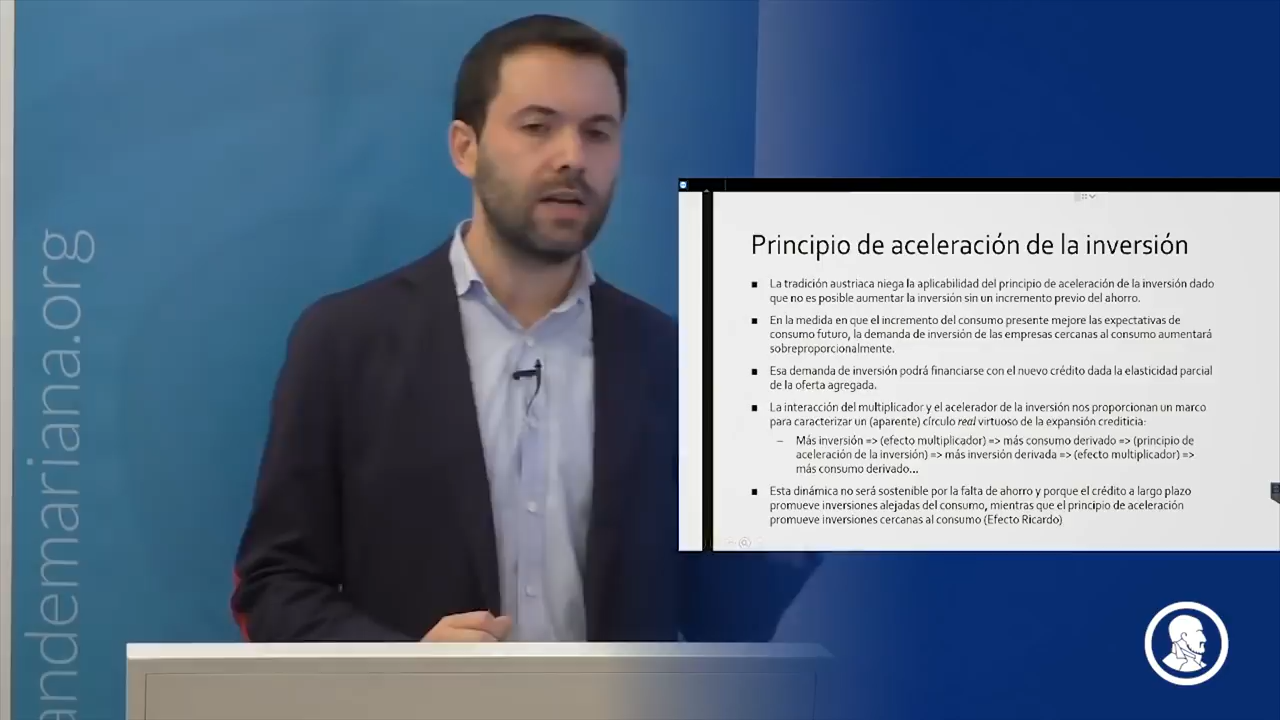 andemariana.org
Principio de aceleración de la inversión
▪ La tradición austriaca niega la aplicabilidad del principio de aceleración de la inversión dado
que no es posible aumentar la inversión sin un incremento previo del ahorro.
▪ En la medida en que el incremento del consumo presente mejore las expectativas de
consumo futuro, la demanda de inversión de las empresas cercanas al consumo aumentará
sobreproporcionalmente.
▪ Esa demanda de inversión podrá financiarse con el nuevo crédito dada la elasticidad parcial
de la oferta agregada.
▪ La interacción del multiplicador y el acelerador de la inversión nos proporcionan un marco
para caracterizar un (aparente) círculo real virtuoso de la expansión crediticia:
– Más inversión => (efecto multiplicador) => más consumo derivado => (principio de
aceleración de la inversión) => más inversión derivada => (efecto multiplicador) =>
más consumo derivado...
▪ Esta dinámica no será sostenible por la falta de ahorro y porque el crédito a largo plazo
promueve inversiones alejadas del consumo, mientras que el principio de aceleración
promueve inversiones cercanas al consumo (Efecto Ricardo)